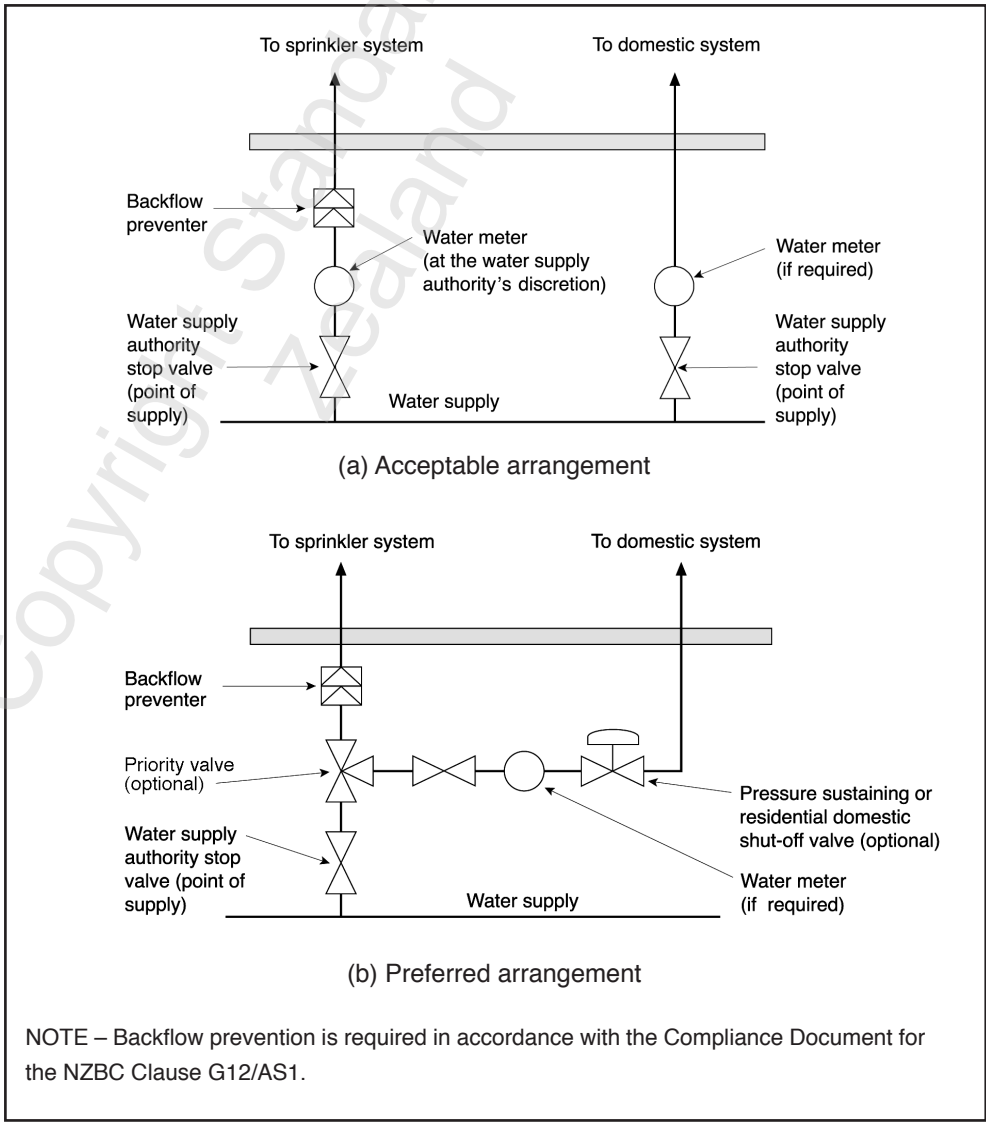 To sprinkler system
To domestic system
Backflow
preventer
Water meter
(at the water supply
authority's discretion)
Water meter
(if required)
Water supply
authority
stop valve
(point of
supply)
Water supply
authority
stop valve
(point of
supply)
Water supply
(a) Acceptable arrangement
To sprinkler system
To domestic system
Backflow
preventer
Priority valve
(optional)
Pressure sustaining or
residential domestic
shut-off valve (optional)
Water supply
authority stop
valve (point of
supply)
Water meter
(if required)
Water supply
(b) Preferred arrangement
NOTE – Backflow prevention is required in accordance with the Compliance Document for
the NZBC Clause G12/AS1.
Copyright Standa
Zealand